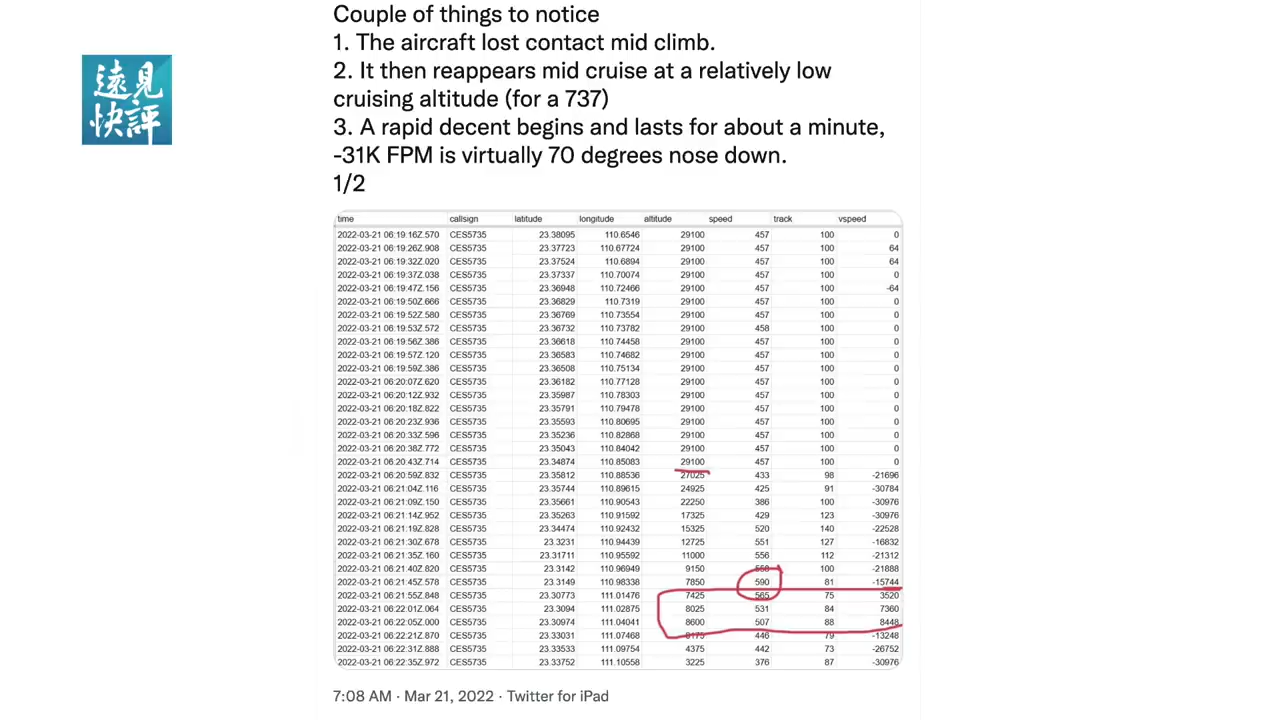 Couple of things to notice
1. The aircraft lost contact mid climb.
2. It then reappears mid cruise at a relatively low
cruising altitude (for a 737)
3. A rapid decent begins and lasts for about a minute,
-31K FPM is virtually 70 degrees nose down.
1/2
遠見
快評
time callsign latitude longitude altitude speed track vspeed
2022-03-21 06:19:16Z.570 CES5735 23.38095 110.6546 29100 457 100 0
2022-03-21 06:19:26Z.908 CES5735 23.37723 110.67724 29100 457 100 64
2022-03-21 06:19:32Z.020 CES5735 23.37524 110.6894 29100 457 100 64
2022-03-21 06:19:37Z.038 CES5735 23.37337 110.70074 29100 457 100 0
2022-03-21 06:19:47Z.156 CES5735 23.36948 110.72466 29100 457 100 -64
2022-03-21 06:19:50Z.666 CES5735 23.36829 110.7319 29100 457 100 0
2022-03-21 06:19:52Z.580 CES5735 23.36769 110.73554 29100 457 100 0
2022-03-21 06:19:53Z.572 CES5735 23.36732 110.73782 29100 458 100 0
2022-03-21 06:19:56Z.386 CES5735 23.36618 110.74458 29100 457 100 0
2022-03-21 06:19:57Z.120 CES5735 23.36583 110.74682 29100 457 100 0
2022-03-21 06:19:59Z.386 CES5735 23.36508 110.75134 29100 457 100 0
2022-03-21 06:20:07Z.620 CES5735 23.36182 110.77128 29100 457 100 0
2022-03-21 06:20:12Z.932 CES5735 23.35987 110.78303 29100 457 100 0
2022-03-21 06:20:18Z.822 CES5735 23.35791 110.79478 29100 457 100 0
2022-03-21 06:20:23Z.936 CES5735 23.35593 110.80695 29100 457 100 0
2022-03-21 06:20:33Z.596 CES5735 23.35236 110.82868 29100 457 100 0
2022-03-21 06:20:38Z.772 CES5735 23.35043 110.84042 29100 457 100 0
2022-03-21 06:20:43Z.714 CES5735 23.34874 110.85083 29100 457 100 0
2022-03-21 06:20:59Z.832 CES5735 23.35812 110.88536 27025 433 98 -21696
2022-03-21 06:21:04Z.116 CES5735 23.35744 110.89615 24925 425 91 -30784
2022-03-21 06:21:09Z.150 CES5735 23.35661 110.90543 22250 386 100 -30976
2022-03-21 06:21:14Z.952 CES5735 23.35263 110.91592 17325 429 123 -30976
2022-03-21 06:21:19Z.828 CES5735 23.34474 110.92432 15325 520 140 -22528
2022-03-21 06:21:30Z.678 CES5735 23.3231 110.94439 12725 551 127 -16832
2022-03-21 06:21:35Z.160 CES5735 23.31711 110.95592 11000 556 112 -21312
2022-03-21 06:21:40Z.820 CES5735 23.3142 110.96949 9150 558 100 -21888
2022-03-21 06:21:45Z.578 CES5735 23.3149 110.98338 7850 590 81 -15744
2022-03-21 06:21:55Z.848 CES5735 23.30773 111.01476 7425 565 75 3520
2022-03-21 06:22:01Z.064 CES5735 23.3094 111.02875 8025 531 84 7360
2022-03-21 06:22:05Z.000 CES5735 23.30974 111.04041 8600 507 88 8448
2022-03-21 06:22:21Z.870 CES5735 23.33031 111.07468 8175 446 79 -13248
2022-03-21 06:22:31Z.888 CES5735 23.33533 111.09754 4375 442 73 -26752
2022-03-21 06:22:35Z.972 CES5735 23.33752 111.10558 3225 376 87 -30976
7:08 AM · Mar 21, 2022 · Twitter for iPad